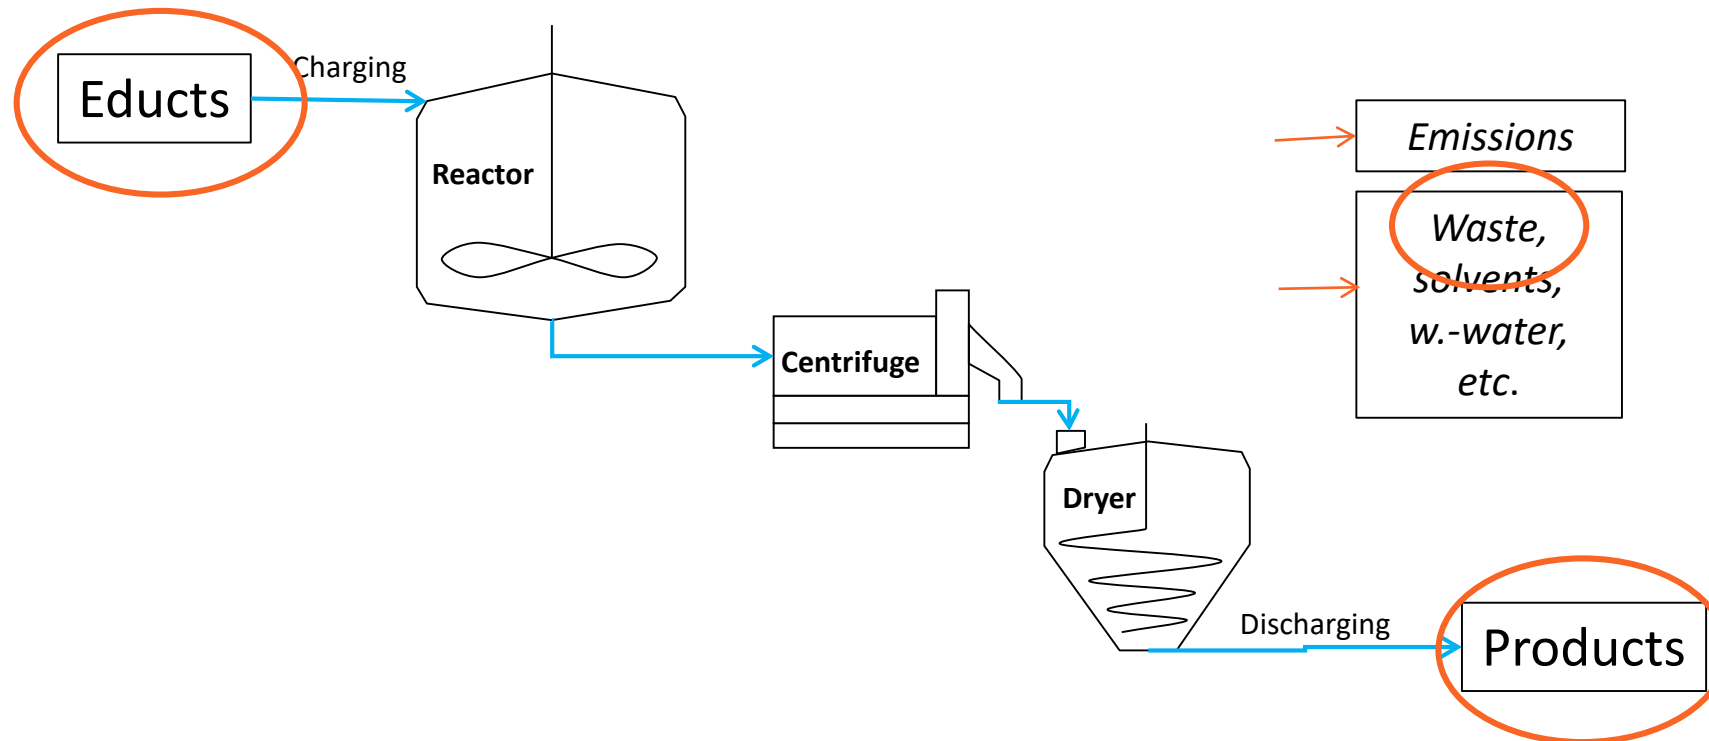 Educts
Charging
Reactor
Centrifuge
Dryer
Discharging
Products
Emissions
Waste,
solvents,
w.-water,
etc.